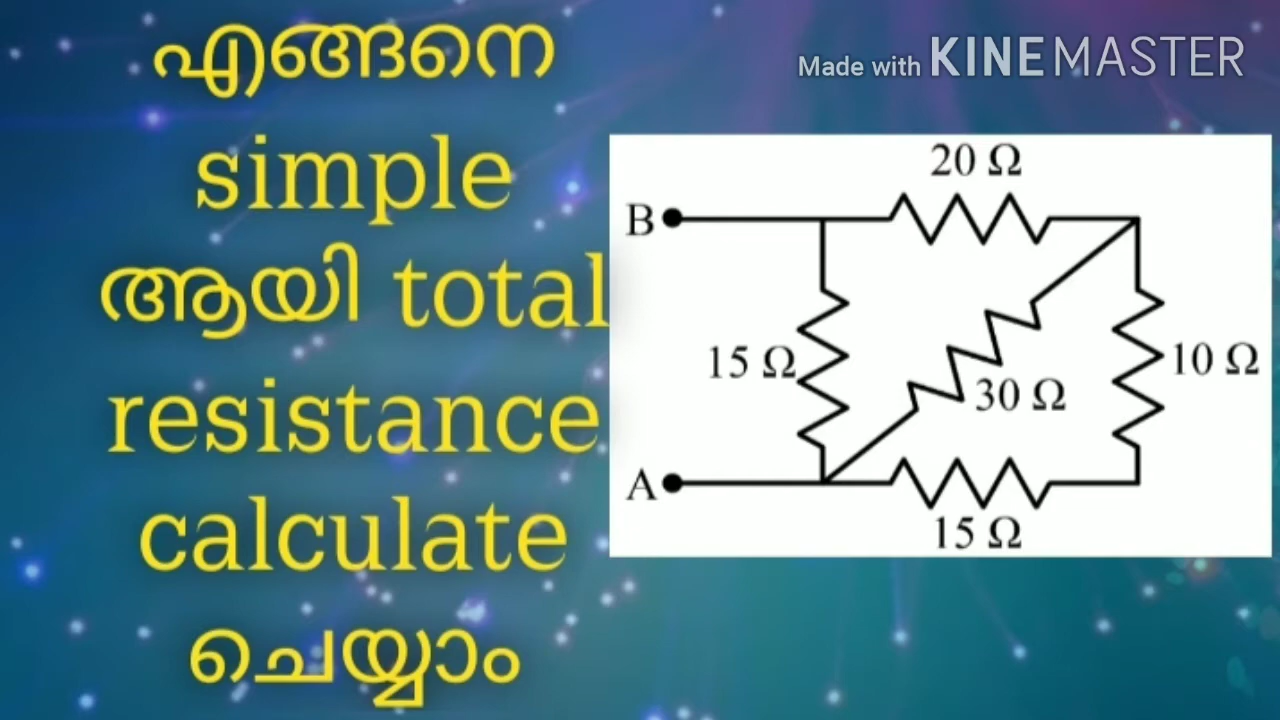 എങ്ങനെ
simple
ആയി total
resistance
calculate
ചെയ്യാം
Made with KINEMASTER
20 Ω
B
15 Ω
30 Ω
10 Ω
A
15 Ω